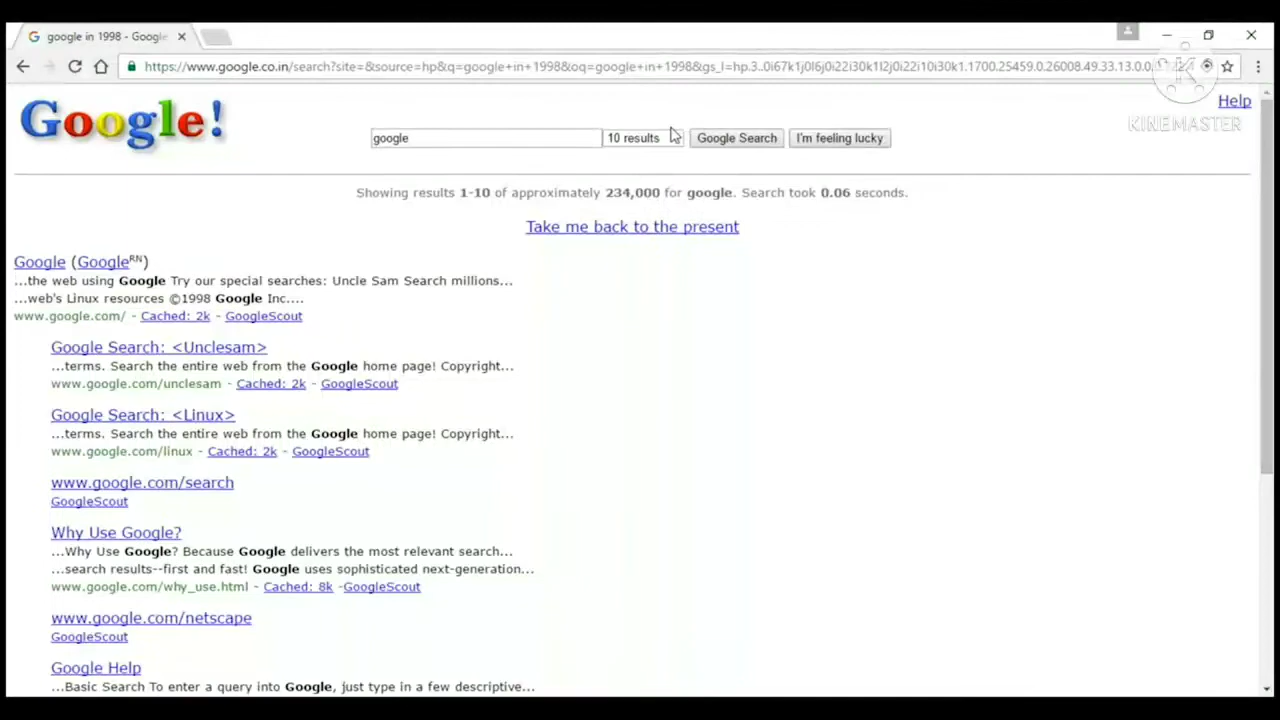 google in 1998 - Google
https://www.google.co.in/search?site=&source=hp&q=google+in+1998&oq=google+in+1998&gs_l=hp.3..0i67k1j0l6j0i22i30k1l2j0i22i10i30k1.1700.25459.0.26008.49.33.13.0.0
KINEMASTER
Google!
Help
google 10 results Google Search I'm feeling lucky
Showing results 1-10 of approximately 234,000 for google. Search took 0.06 seconds.
Take me back to the present
Google (GoogleRN)
...the web using Google Try our special searches: Uncle Sam Search millions...
...web's Linux resources ©1998 Google Inc....
www.google.com/ - Cached: 2k - GoogleScout
Google Search: <Unclesam>
...terms. Search the entire web from the Google home page! Copyright...
www.google.com/unclesam - Cached: 2k - GoogleScout
Google Search: <Linux>
...terms. Search the entire web from the Google home page! Copyright...
www.google.com/linux - Cached: 2k - GoogleScout
www.google.com/search
GoogleScout
Why Use Google?
...Why Use Google? Because Google delivers the most relevant search...
...search results--first and fast! Google uses sophisticated next-generation...
www.google.com/why_use.html - Cached: 8k -GoogleScout
www.google.com/netscape
GoogleScout
Google Help
...Basic Search To enter a query into Google, just type in a few descriptive...